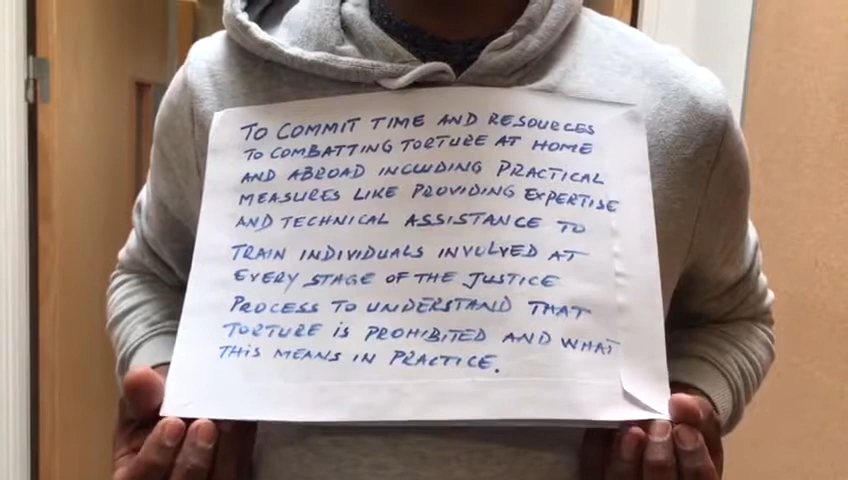 TO COMMIT TIME AND RESOURCES
TO COMBATTING TORTURE AT HOME
AND ABROAD INCLUDING PRACTICAL
MEASURES LIKE PROVIDING EXPERTISE
AND TECHNICAL ASSISTANCE TO
TRAIN INDIVIDUALS INVOLVED AT
EVERY STAGE OF THE JUSTICE
PROCESS TO UNDERSTAND THAT
TORTURE IS PROHIBITED AND WHAT
THIS MEANS IN PRACTICE.